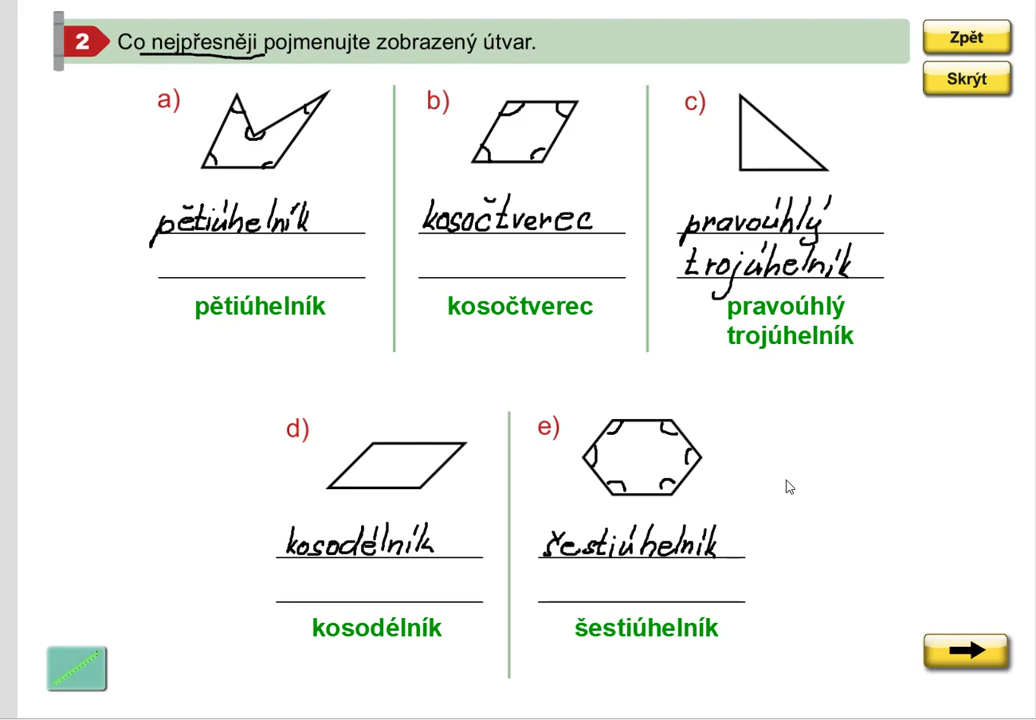 2 Co nejpřesněji pojmenujte zobrazený útvar.
Zpět
Skrýt
a)
b)
c)
pětiúhelník
kosočtverec
pravoúhlý
trojúhelník
pětiúhelník
kosočtverec
pravoúhlý
trojúhelník
d)
e)
kosodélník
šestiúhelník
kosodélník
šestiúhelník